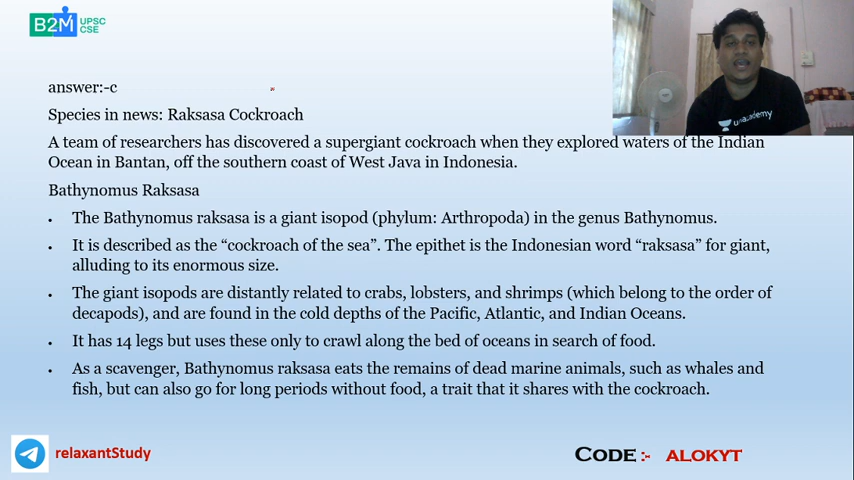 B2M UPSC CSE
answer:-c
Species in news: Raksasa Cockroach
A team of researchers has discovered a supergiant cockroach when they explored waters of the Indian
Ocean in Bantan, off the southern coast of West Java in Indonesia.
Bathynomus Raksasa
• The Bathynomus raksasa is a giant isopod (phylum: Arthropoda) in the genus Bathynomus.
• It is described as the “cockroach of the sea”. The epithet is the Indonesian word “raksasa” for giant,
alluding to its enormous size.
• The giant isopods are distantly related to crabs, lobsters, and shrimps (which belong to the order of
decapods), and are found in the cold depths of the Pacific, Atlantic, and Indian Oceans.
• It has 14 legs but uses these only to crawl along the bed of oceans in search of food.
• As a scavenger, Bathynomus raksasa eats the remains of dead marine animals, such as whales and
fish, but can also go for long periods without food, a trait that it shares with the cockroach.
relaxantStudy
CODE :- ALOKYT